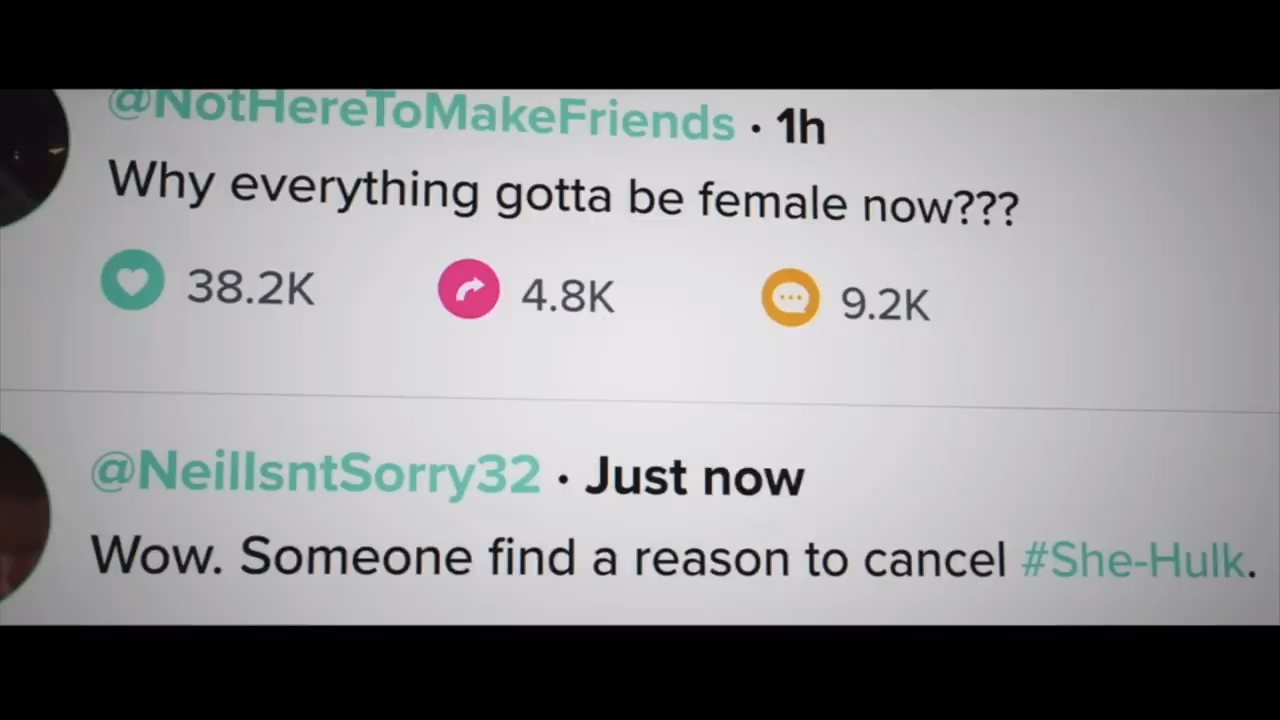 @NotHereToMakeFriends · 1h
Why everything gotta be female now???
38.2K 4.8K 9.2K
@NeilIsntSorry32 · Just now
Wow. Someone find a reason to cancel #She-Hulk.